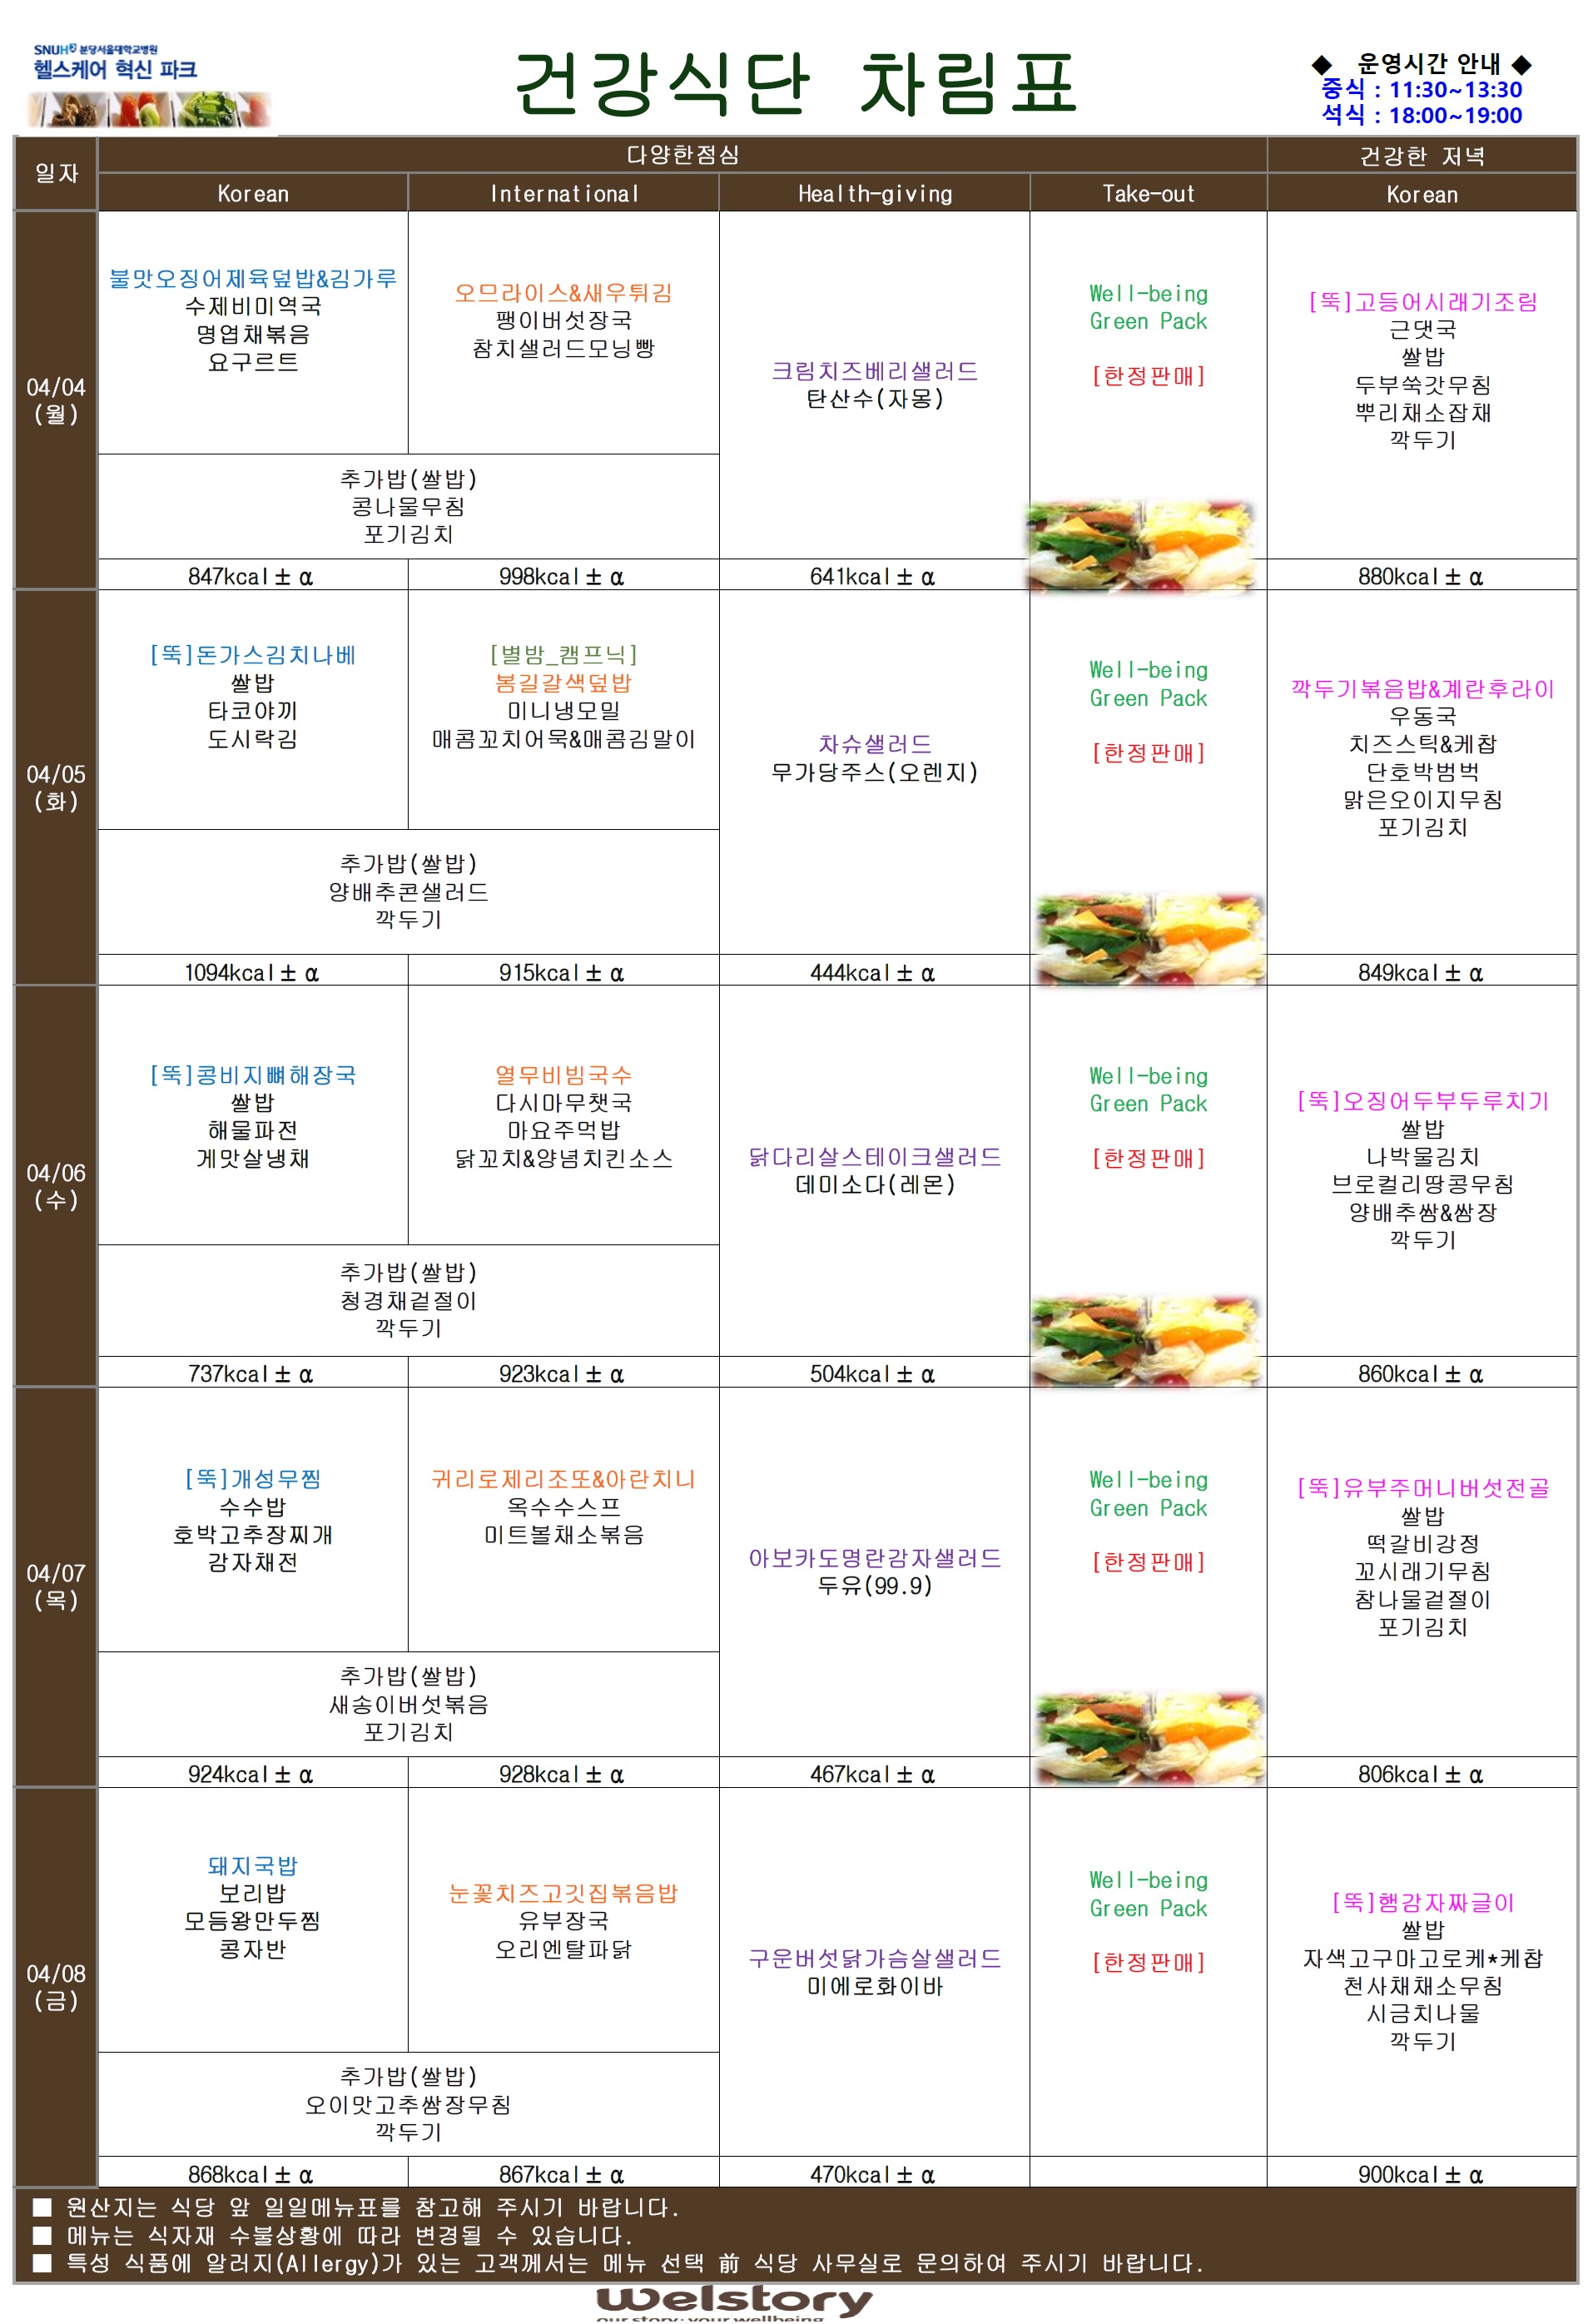 SNUH 분당서울대학교병원
헬스케어 혁신 파크
건강식단 차림표
◆ 운영시간 안내 ◆
중식 : 11:30~13:30
석식 : 18:00~19:00
일자
다양한점심
건강한 저녁
Korean
International
Health-giving
Take-out
Korean
04/04
(월)
불맛오징어제육덮밥&김가루
수제비미역국
명엽채볶음
요구르트
오므라이스&새우튀김
팽이버섯장국
참치샐러드모닝빵
추가밥(쌀밥)
콩나물무침
포기김치
크림치즈베리샐러드
탄산수(자몽)
Well-being
Green Pack
[한정판매]
[뚝]고등어시래기조림
근댓국
쌀밥
두부쑥갓무침
뿌리채소잡채
깍두기
847kcal± α
998kcal± α
641kcal± α
880kcal± α
04/05
(화)
[뚝]돈가스김치나베
쌀밥
타코야끼
도시락김
[별밤_캠프닉]
봄길갈색덮밥
미니냉모밀
매콤꼬치어묵&매콤김말이
추가밥(쌀밥)
양배추콘샐러드
깍두기
차슈샐러드
무가당주스(오렌지)
Well-being
Green Pack
[한정판매]
깍두기볶음밥&계란후라이
우동국
치즈스틱&케찹
단호박범벅
맑은오이지무침
포기김치
1094kcal± α
915kcal± α
444kcal± α
849kcal± α
04/06
(수)
[뚝]콩비지뼈해장국
쌀밥
해물파전
게맛살냉채
열무비빔국수
다시마무챗국
마요주먹밥
닭꼬치&양념치킨소스
추가밥(쌀밥)
청경채겉절이
깍두기
닭다리살스테이크샐러드
데미소다(레몬)
Well-being
Green Pack
[한정판매]
[뚝]오징어두부두루치기
쌀밥
나박물김치
브로컬리땅콩무침
양배추쌈&쌈장
깍두기
737kcal± α
923kcal± α
504kcal± α
860kcal± α
04/07
(목)
[뚝]개성무찜
수수밥
호박고추장찌개
감자채전
귀리로제리조또&아란치니
옥수수스프
미트볼채소볶음
추가밥(쌀밥)
새송이버섯볶음
포기김치
아보카도명란감자샐러드
두유(99.9)
Well-being
Green Pack
[한정판매]
[뚝]유부주머니버섯전골
쌀밥
떡갈비강정
꼬시래기무침
참나물겉절이
포기김치
924kcal± α
928kcal± α
467kcal± α
806kcal± α
04/08
(금)
돼지국밥
보리밥
모듬왕만두찜
콩자반
눈꽃치즈고깃집볶음밥
유부장국
오리엔탈파닭
추가밥(쌀밥)
오이맛고추쌈장무침
깍두기
구운버섯닭가슴살샐러드
미에로화이바
Well-being
Green Pack
[한정판매]
[뚝]햄감자짜글이
쌀밥
자색고구마고로케*케찹
천사채채소무침
시금치나물
깍두기
868kcal± α
867kcal± α
470kcal± α
900kcal± α
■ 원산지는 식당 앞 일일메뉴표를 참고해 주시기 바랍니다.
■ 메뉴는 식자재 수불상황에 따라 변경될 수 있습니다.
■ 특성 식품에 알러지(Allergy)가 있는 고객께서는 메뉴 선택 前 식당 사무실로 문의하여 주시기 바랍니다.
welstory
our story: your wellbeing